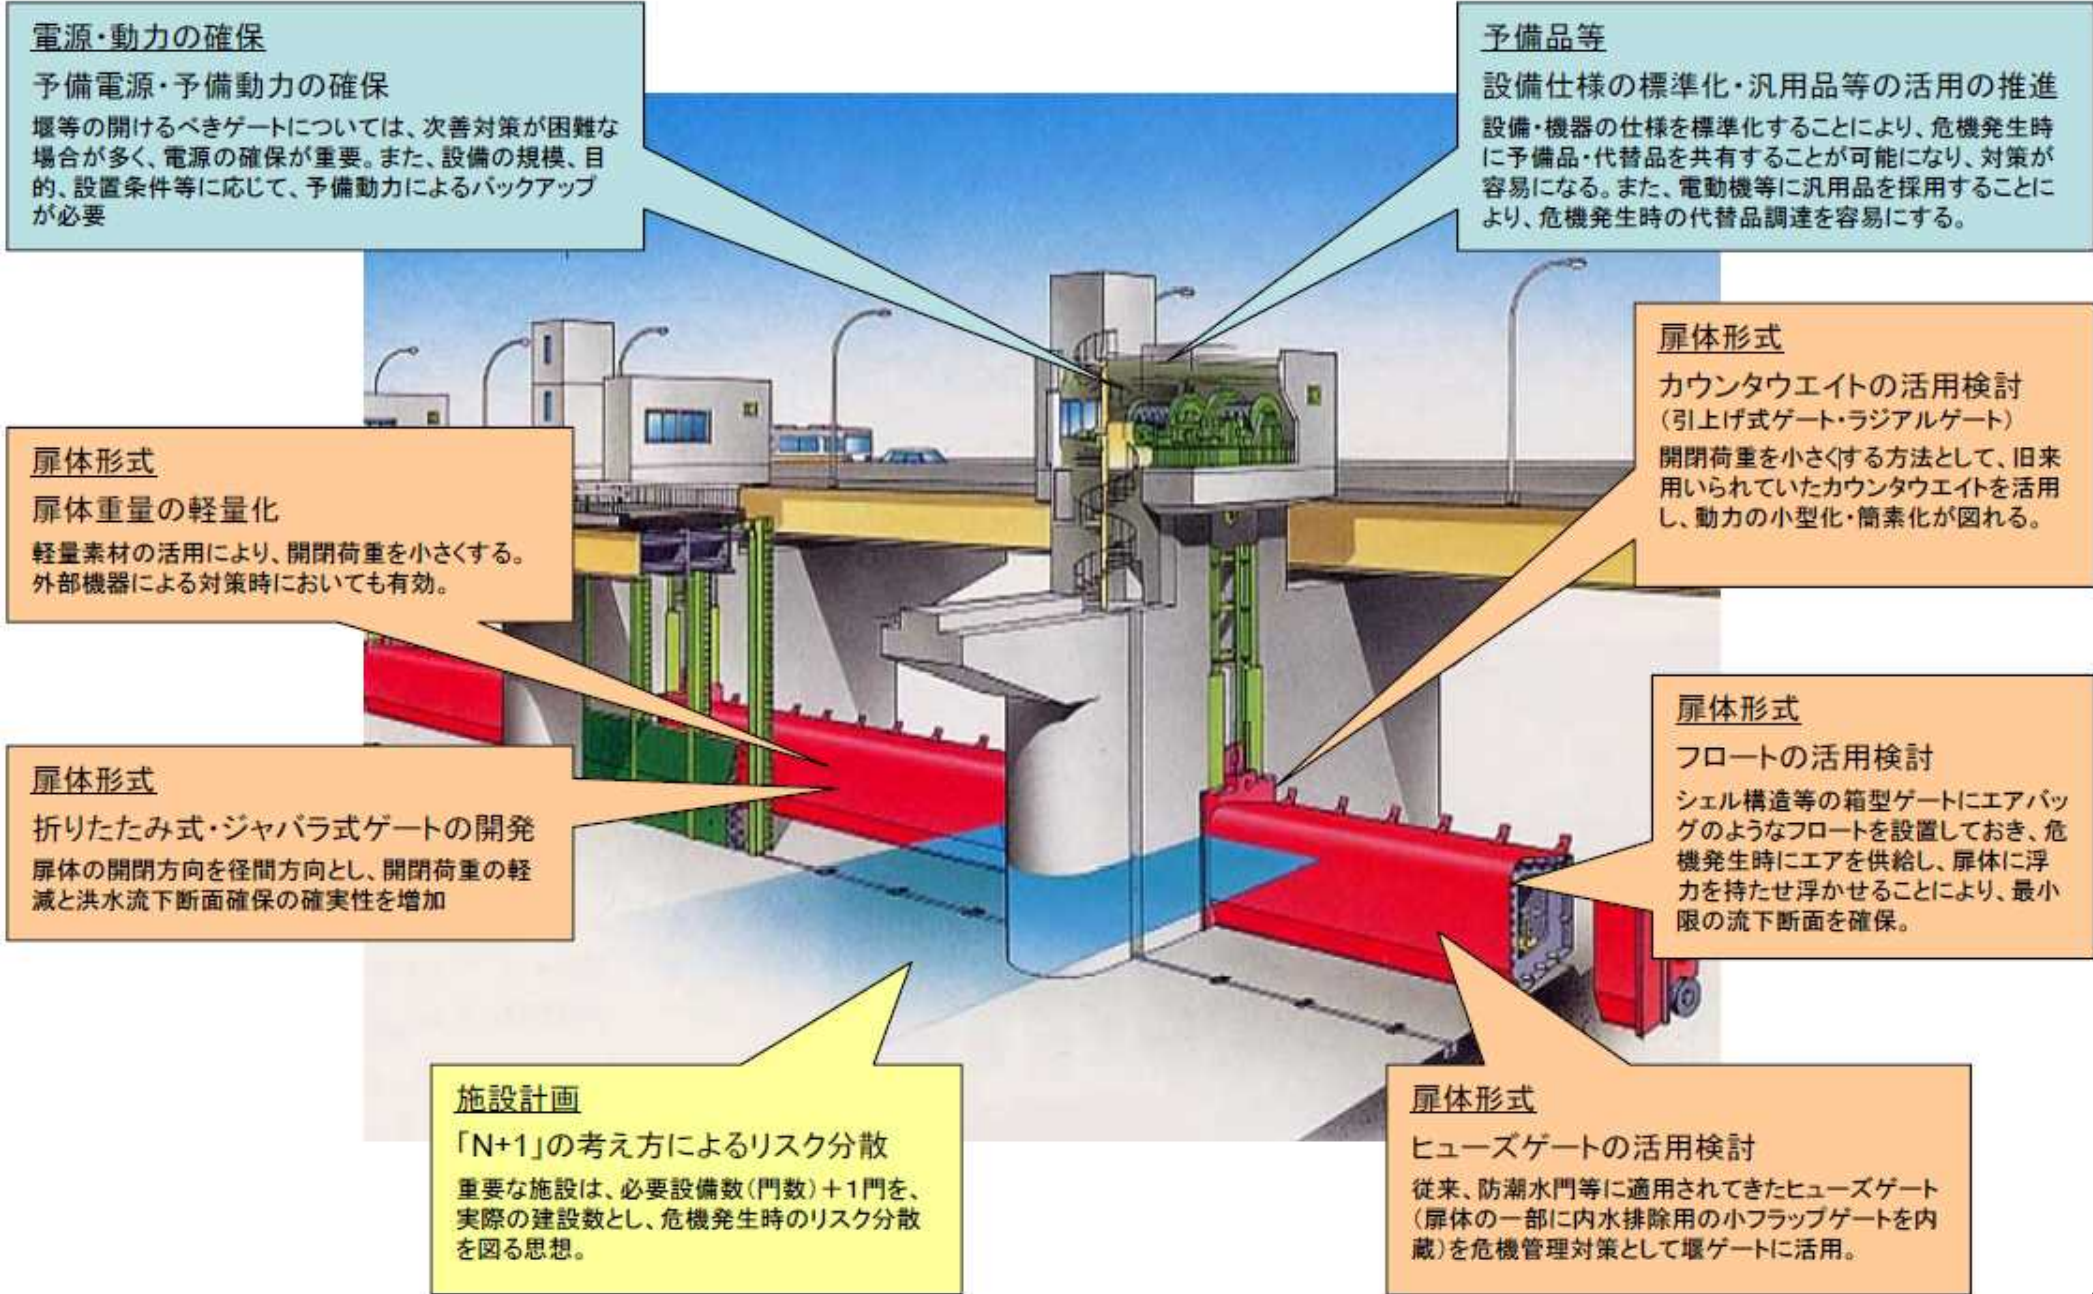 電源・動力の確保
予備電源・予備動力の確保
堰等の開けるべきゲートについては、次善対策が困難な
場合が多く、電源の確保が重要。また、設備の規模、目
的、設置条件等に応じて、予備動力によるバックアップ
が必要
予備品等
設備仕様の標準化・汎用品等の活用の推進
設備・機器の仕様を標準化することにより、危機発生時
に予備品・代替品を共有することが可能になり、対策が
容易になる。また、電動機等に汎用品を採用することに
より、危機発生時の代替品調達を容易にする。
扉体形式
カウンタウエイトの活用検討
（引上げ式ゲート・ラジアルゲート）
開閉荷重を小さくする方法として、旧来
用いられていたカウンタウエイトを活用
し、動力の小型化・簡素化が図れる。
扉体形式
扉体重量の軽量化
軽量素材の活用により、開閉荷重を小さくする。
外部機器による対策時においても有効。
扉体形式
フロートの活用検討
シェル構造等の箱型ゲートにエアバッ
グのようなフロートを設置しておき、危
機発生時にエアを供給し、扉体に浮
力を持たせ浮かせることにより、最小
限の流下断面を確保。
扉体形式
折りたたみ式・ジャバラ式ゲートの開発
扉体の開閉方向を径間方向とし、開閉荷重の軽
減と洪水流下断面確保の確実性を増加
施設計画
「N+1」の考え方によるリスク分散
重要な施設は、必要設備数（門数）＋１門を、
実際の建設数とし、危機発生時のリスク分散
を図る思想。
扉体形式
ヒューズゲートの活用検討
従来、防潮水門等に適用されてきたヒューズゲート
（扉体の一部に内水排除用の小フラップゲートを内
蔵）を危機管理対策として堰ゲートに活用。